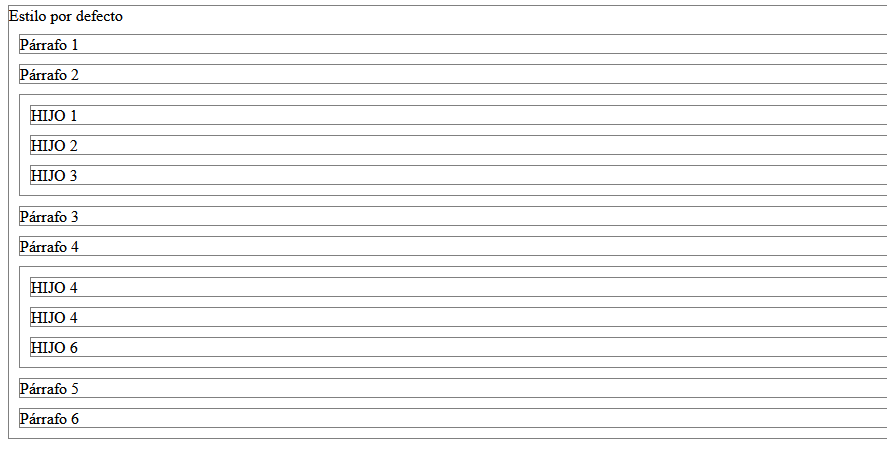 Estilo por defecto
Párrafo 1
Párrafo 2
HIJO 1
HIJO 2
HIJO 3
Párrafo 3
Párrafo 4
HIJO 4
HIJO 4
HIJO 6
Párrafo 5
Párrafo 6